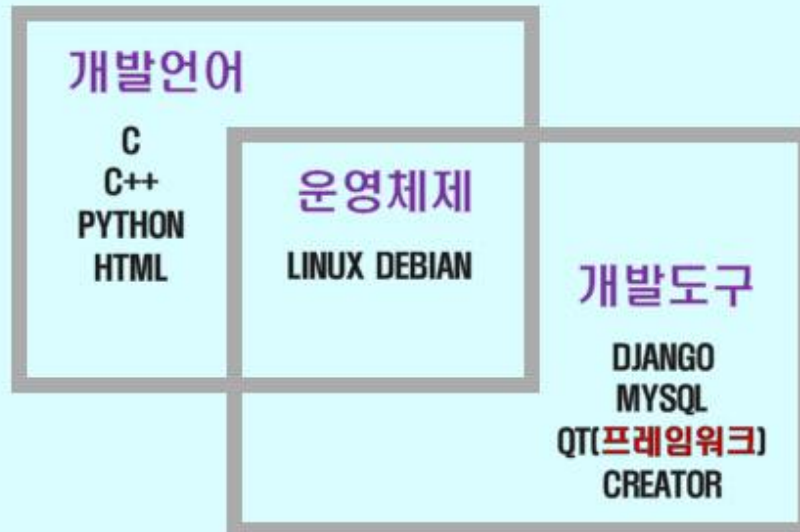 개발언어
C
C++
PYTHON
HTML
운영체제
LINUX DEBIAN
개발도구
DJANGO
MYSQL
QT(프레임워크)
CREATOR